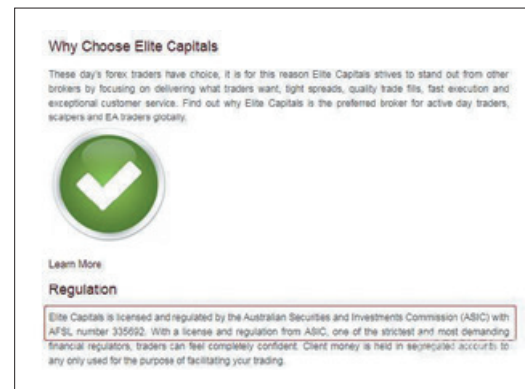 Why Choose Elite Capitals
These day's forex traders have choice, it is for this reason Elite Capitals strives to stand out from other
brokers by focusing on delivering what traders want, tight spreads, quality trade fills, fast execution and
exceptional customer service. Find out why Elite Capitals is the preferred broker for active day traders,
scalpers and EA traders globally.
Learn More
Regulation
Elite Capitals is licensed and regulated by the Australian Securities and Investments Commission (ASIC) with
AFSL number 335692. With a license and regulation from ASIC, one of the strictest and most demanding
financial regulators, traders can feel completely confident. Client money is held in segregated accounts to
any only used for the purpose of facilitating your trading.